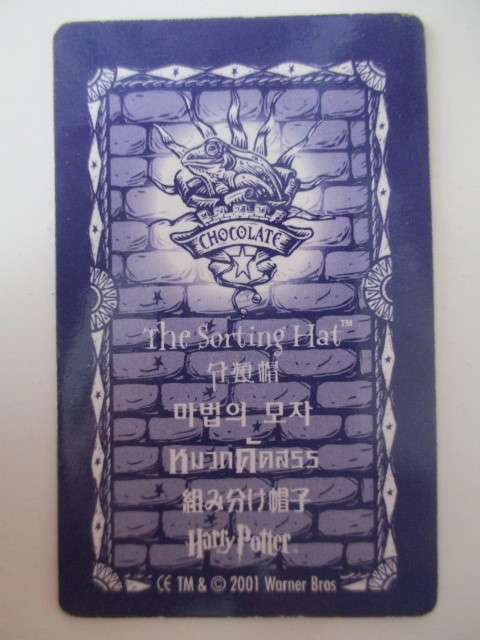 CHOCOLATE
The Sorting Hat™
分類帽
마법의 모자
หมวกคัดสรร
組み分け帽子
Harry Potter
CE TM & © 2001 Warner Bros